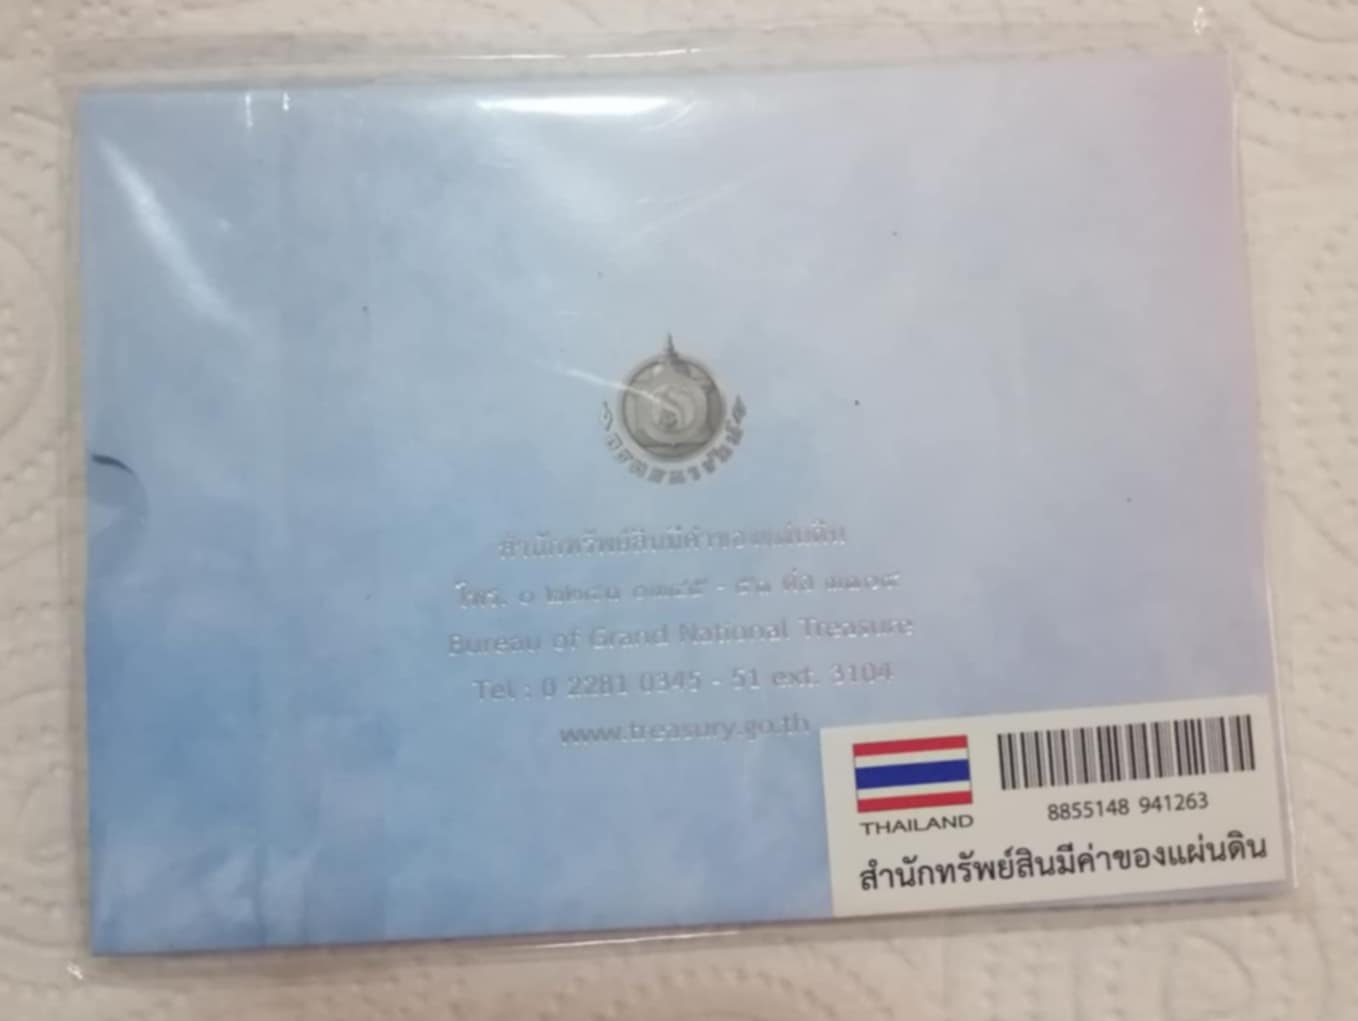 สำนักทรัพย์สินมีค่าของแผ่นดิน
โทร.
Bureau of Grand National Treasure
Tel : 0 2281 0345 - 51 ext. 3104
www.treasury.go.th
THAILAND
8855148 941263
สำนักทรัพย์สินมีค่าของแผ่นดิน